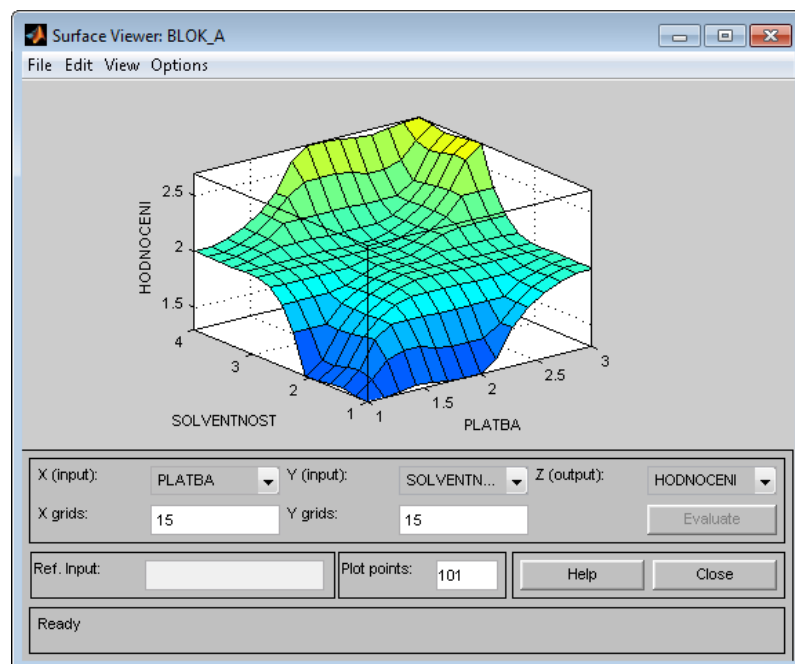 Surface Viewer: BLOK_A
File Edit View Options
2.5
2
1.5
HODNOCENI
4
3
2
1
SOLVENTNOST
1
1.5
2
2.5
3
PLATBA
X (input): PLATBA Y (input): SOLVENTN... Z (output): HODNOCENI
X grids: 15 Y grids: 15 Evaluate
Ref. Input: Plot points: 101 Help Close
Ready